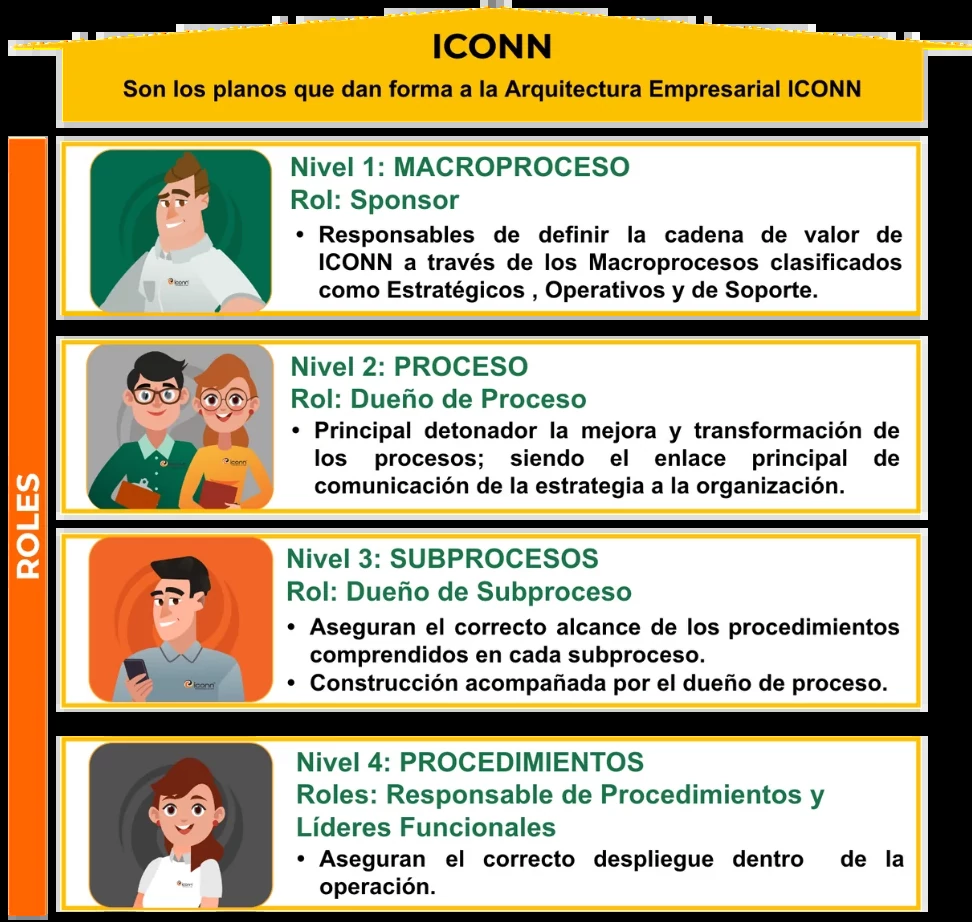 ICONN
Son los planos que dan forma a la Arquitectura Empresarial ICONN
ROLES
Nivel 1: MACROPROCESO
Rol: Sponsor
• Responsables de definir la cadena de valor de
ICONN a través de los Macroprocesos clasificados
como Estratégicos , Operativos y de Soporte.
iconn
Nivel 2: PROCESO
Rol: Dueño de Proceso
• Principal detonador la mejora y transformación de
los procesos; siendo el enlace principal de
comunicación de la estrategia a la organización.
iconn
iconn
Nivel 3: SUBPROCESOS
Rol: Dueño de Subproceso
• Aseguran el correcto alcance de los procedimientos
comprendidos en cada subproceso.
• Construcción acompañada por el dueño de proceso.
iconn
Nivel 4: PROCEDIMIENTOS
Roles: Responsable de Procedimientos y
Líderes Funcionales
• Aseguran el correcto despliegue dentro de la
operación.
iconn